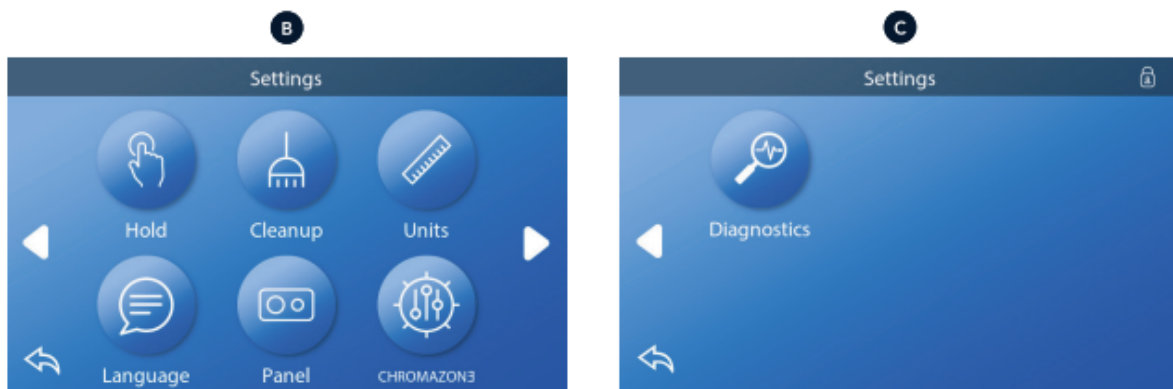 B
Settings
Hold Cleanup Units
Language Panel CHROMAZON3
C
Settings
Diagnostics